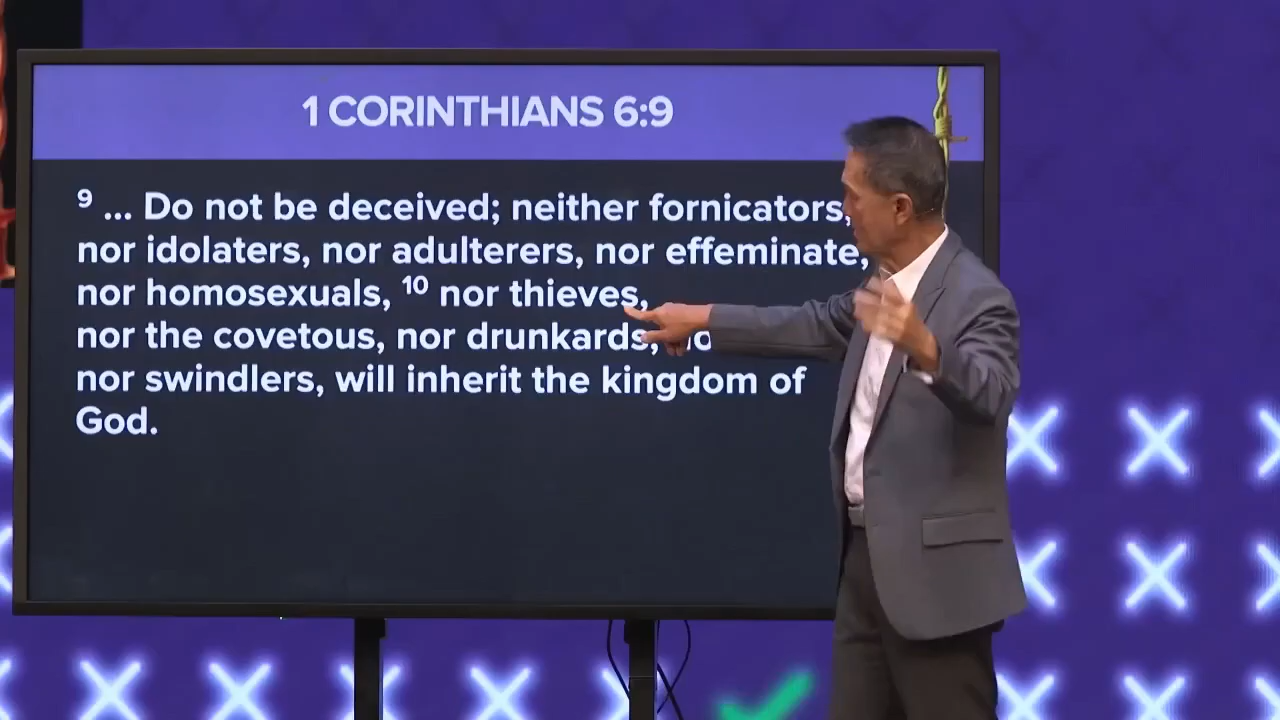 1 CORINTHIANS 6:9
9 ... Do not be deceived; neither fornicators,
nor idolaters, nor adulterers, nor effeminate,
nor homosexuals, 10 nor thieves,
nor the covetous, nor drunkards,
nor swindlers, will inherit the kingdom of
God.